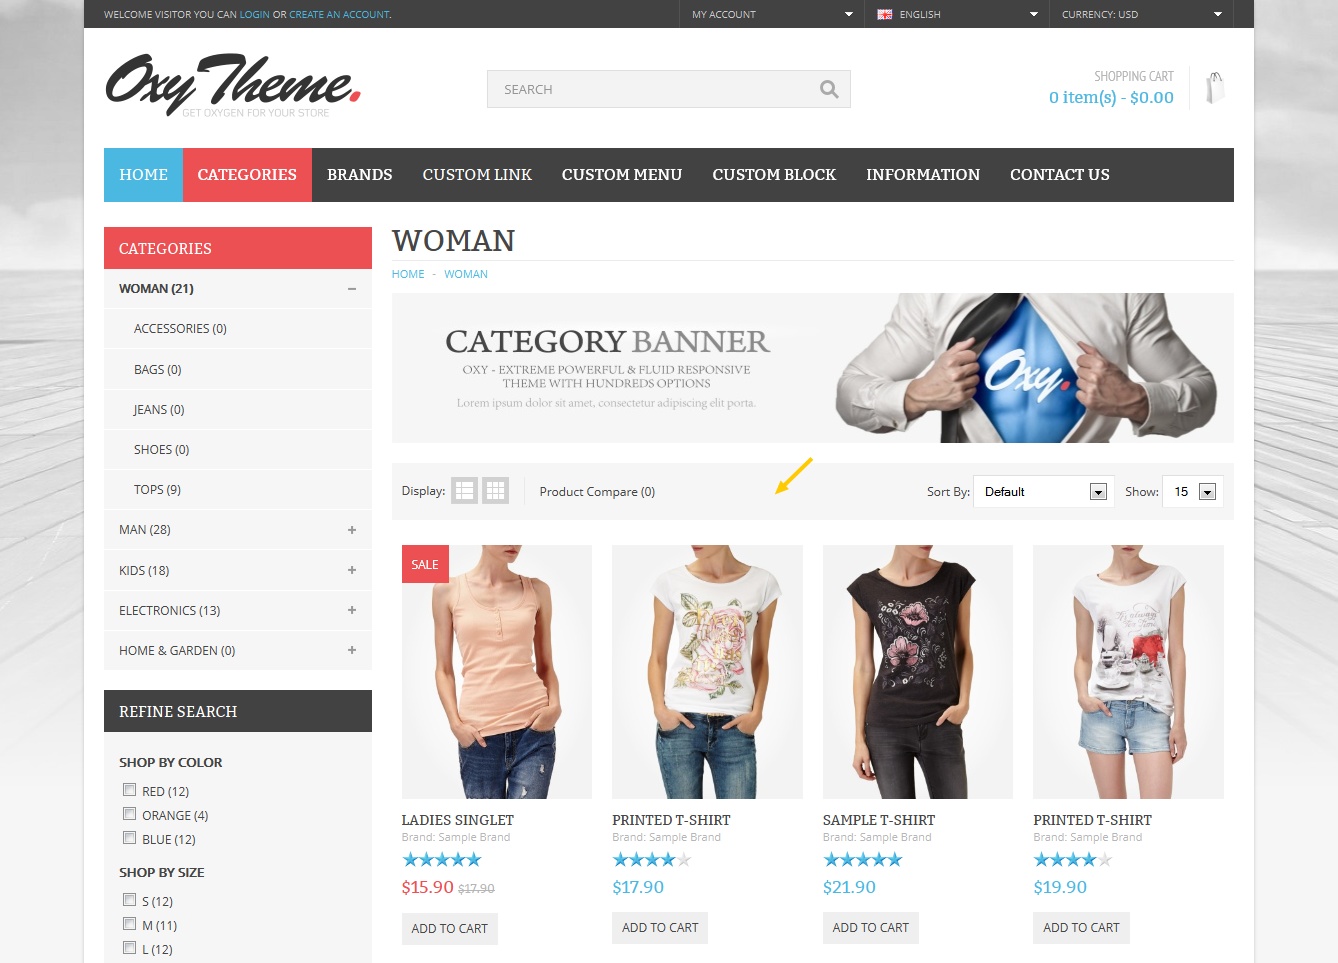 WELCOME VISITOR YOU CAN LOGIN OR CREATE AN ACCOUNT.
MY ACCOUNT
ENGLISH
CURRENCY: USD
Oxy Theme.
GET OXYGEN FOR YOUR STORE
SEARCH
SHOPPING CART
0 item(s) - $0.00
HOME
CATEGORIES
BRANDS
CUSTOM LINK
CUSTOM MENU
CUSTOM BLOCK
INFORMATION
CONTACT US
CATEGORIES
WOMAN (21)
ACCESSORIES (0)
BAGS (0)
JEANS (0)
SHOES (0)
TOPS (9)
MAN (28)
KIDS (18)
ELECTRONICS (13)
HOME & GARDEN (0)
REFINE SEARCH
SHOP BY COLOR
RED (12)
ORANGE (4)
BLUE (12)
SHOP BY SIZE
S (12)
M (11)
L (12)
WOMAN
HOME - WOMAN
CATEGORY BANNER
OXY - EXTREME POWERFUL & FLUID RESPONSIVE
THEME WITH HUNDREDS OPTIONS
Lorem ipsum dolor sit amet, consectetur adipiscing elit porta.
Oxy.
Display:
Product Compare (0)
Sort By: Default
Show: 15
SALE
LADIES SINGLET
Brand: Sample Brand
$15.90 $17.90
ADD TO CART
PRINTED T-SHIRT
Brand: Sample Brand
$17.90
ADD TO CART
SAMPLE T-SHIRT
Brand: Sample Brand
$21.90
ADD TO CART
PRINTED T-SHIRT
Brand: Sample Brand
$19.90
ADD TO CART